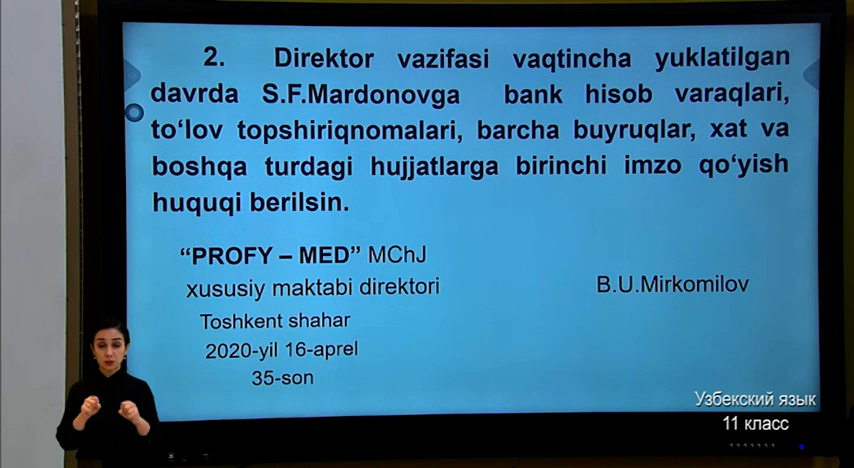 2. Direktor vazifasi vaqtincha yuklatilgan
davrda S.F.Mardonovga bank hisob varaqlari,
to‘lov topshiriqnomalari, barcha buyruqlar, xat va
boshqa turdagi hujjatlarga birinchi imzo qo‘yish
huquqi berilsin.
“PROFY – MED” MChJ
xususiy maktabi direktori B.U.Mirkomilov
Toshkent shahar
2020-yil 16-aprel
35-son
Узбекский язык
11 класс